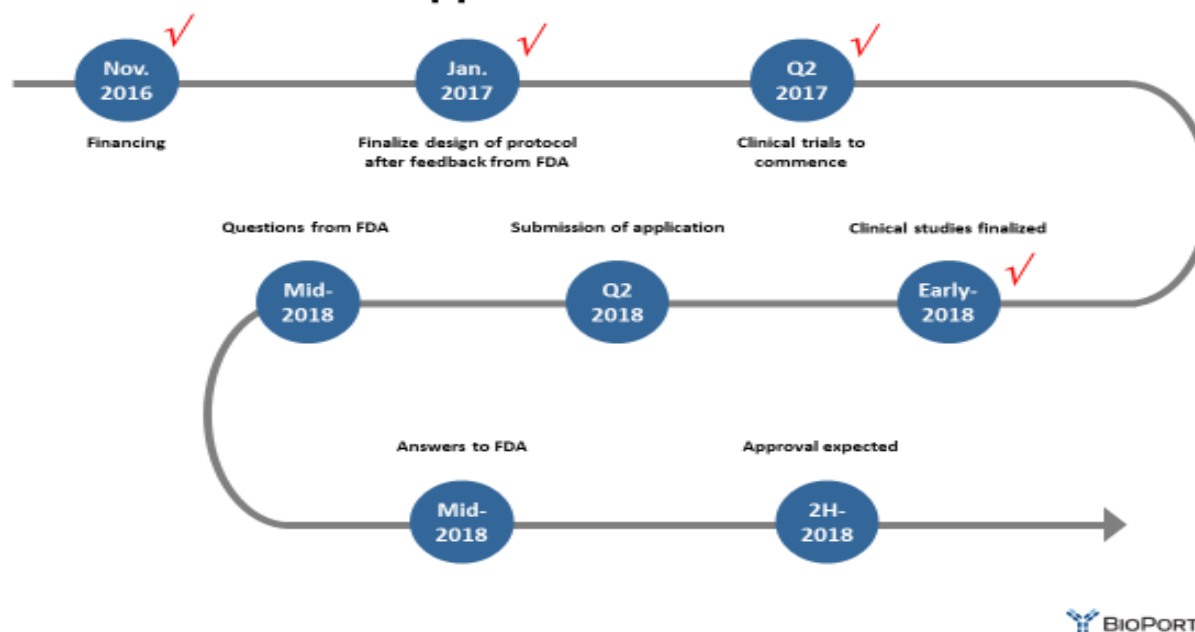 Nov.
2016
Jan.
2017
Q2
2017
Financing
Finalize design of protocol
after feedback from FDA
Clinical trials to
commence
Questions from FDA
Submission of application
Clinical studies finalized
Mid-
2018
Q2
2018
Early-
2018
Answers to FDA
Approval expected
Mid-
2018
2H-
2018
BIOPORT